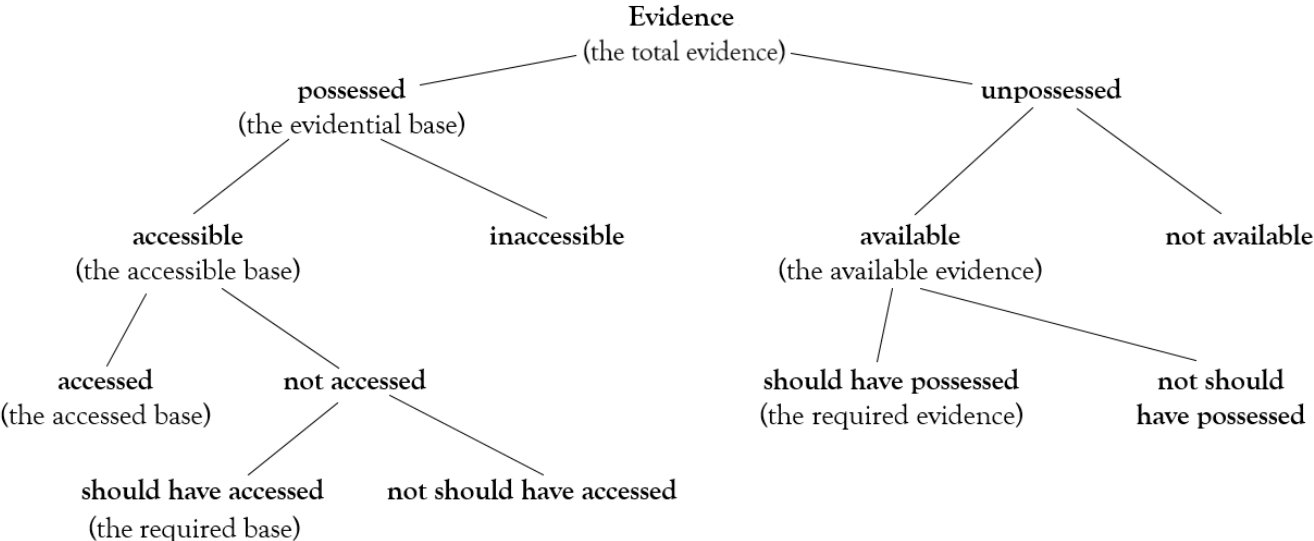 Evidence
(the total evidence)
possessed
(the evidential base)
unpossessed
accessible
(the accessible base)
inaccessible
available
(the available evidence)
not available
accessed
(the accessed base)
not accessed
should have possessed
(the required evidence)
not should
have possessed
should have accessed
(the required base)
not should have accessed